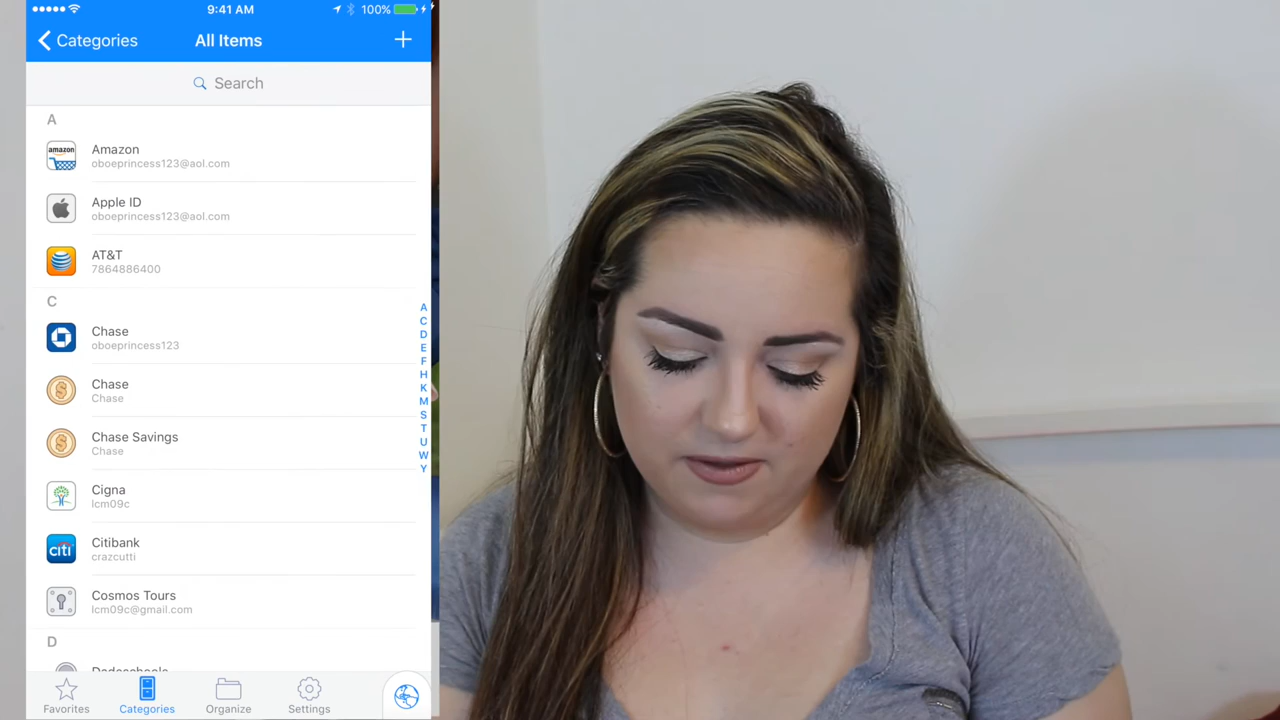 9:41 AM
100%
Categories
All Items
Search
A
Amazon
oboeprincess123@aol.com
Apple ID
oboeprincess123@aol.com
AT&T
7864886400
C
Chase
oboeprincess123
Chase
Chase
Chase Savings
Chase
Cigna
lcm09c
Citibank
crazcutti
Cosmos Tours
lcm09c@gmail.com
D
Dadeschools
A
C
D
E
F
H
K
M
S
T
U
W
Y
Favorites
Categories
Organize
Settings
amazon
citi